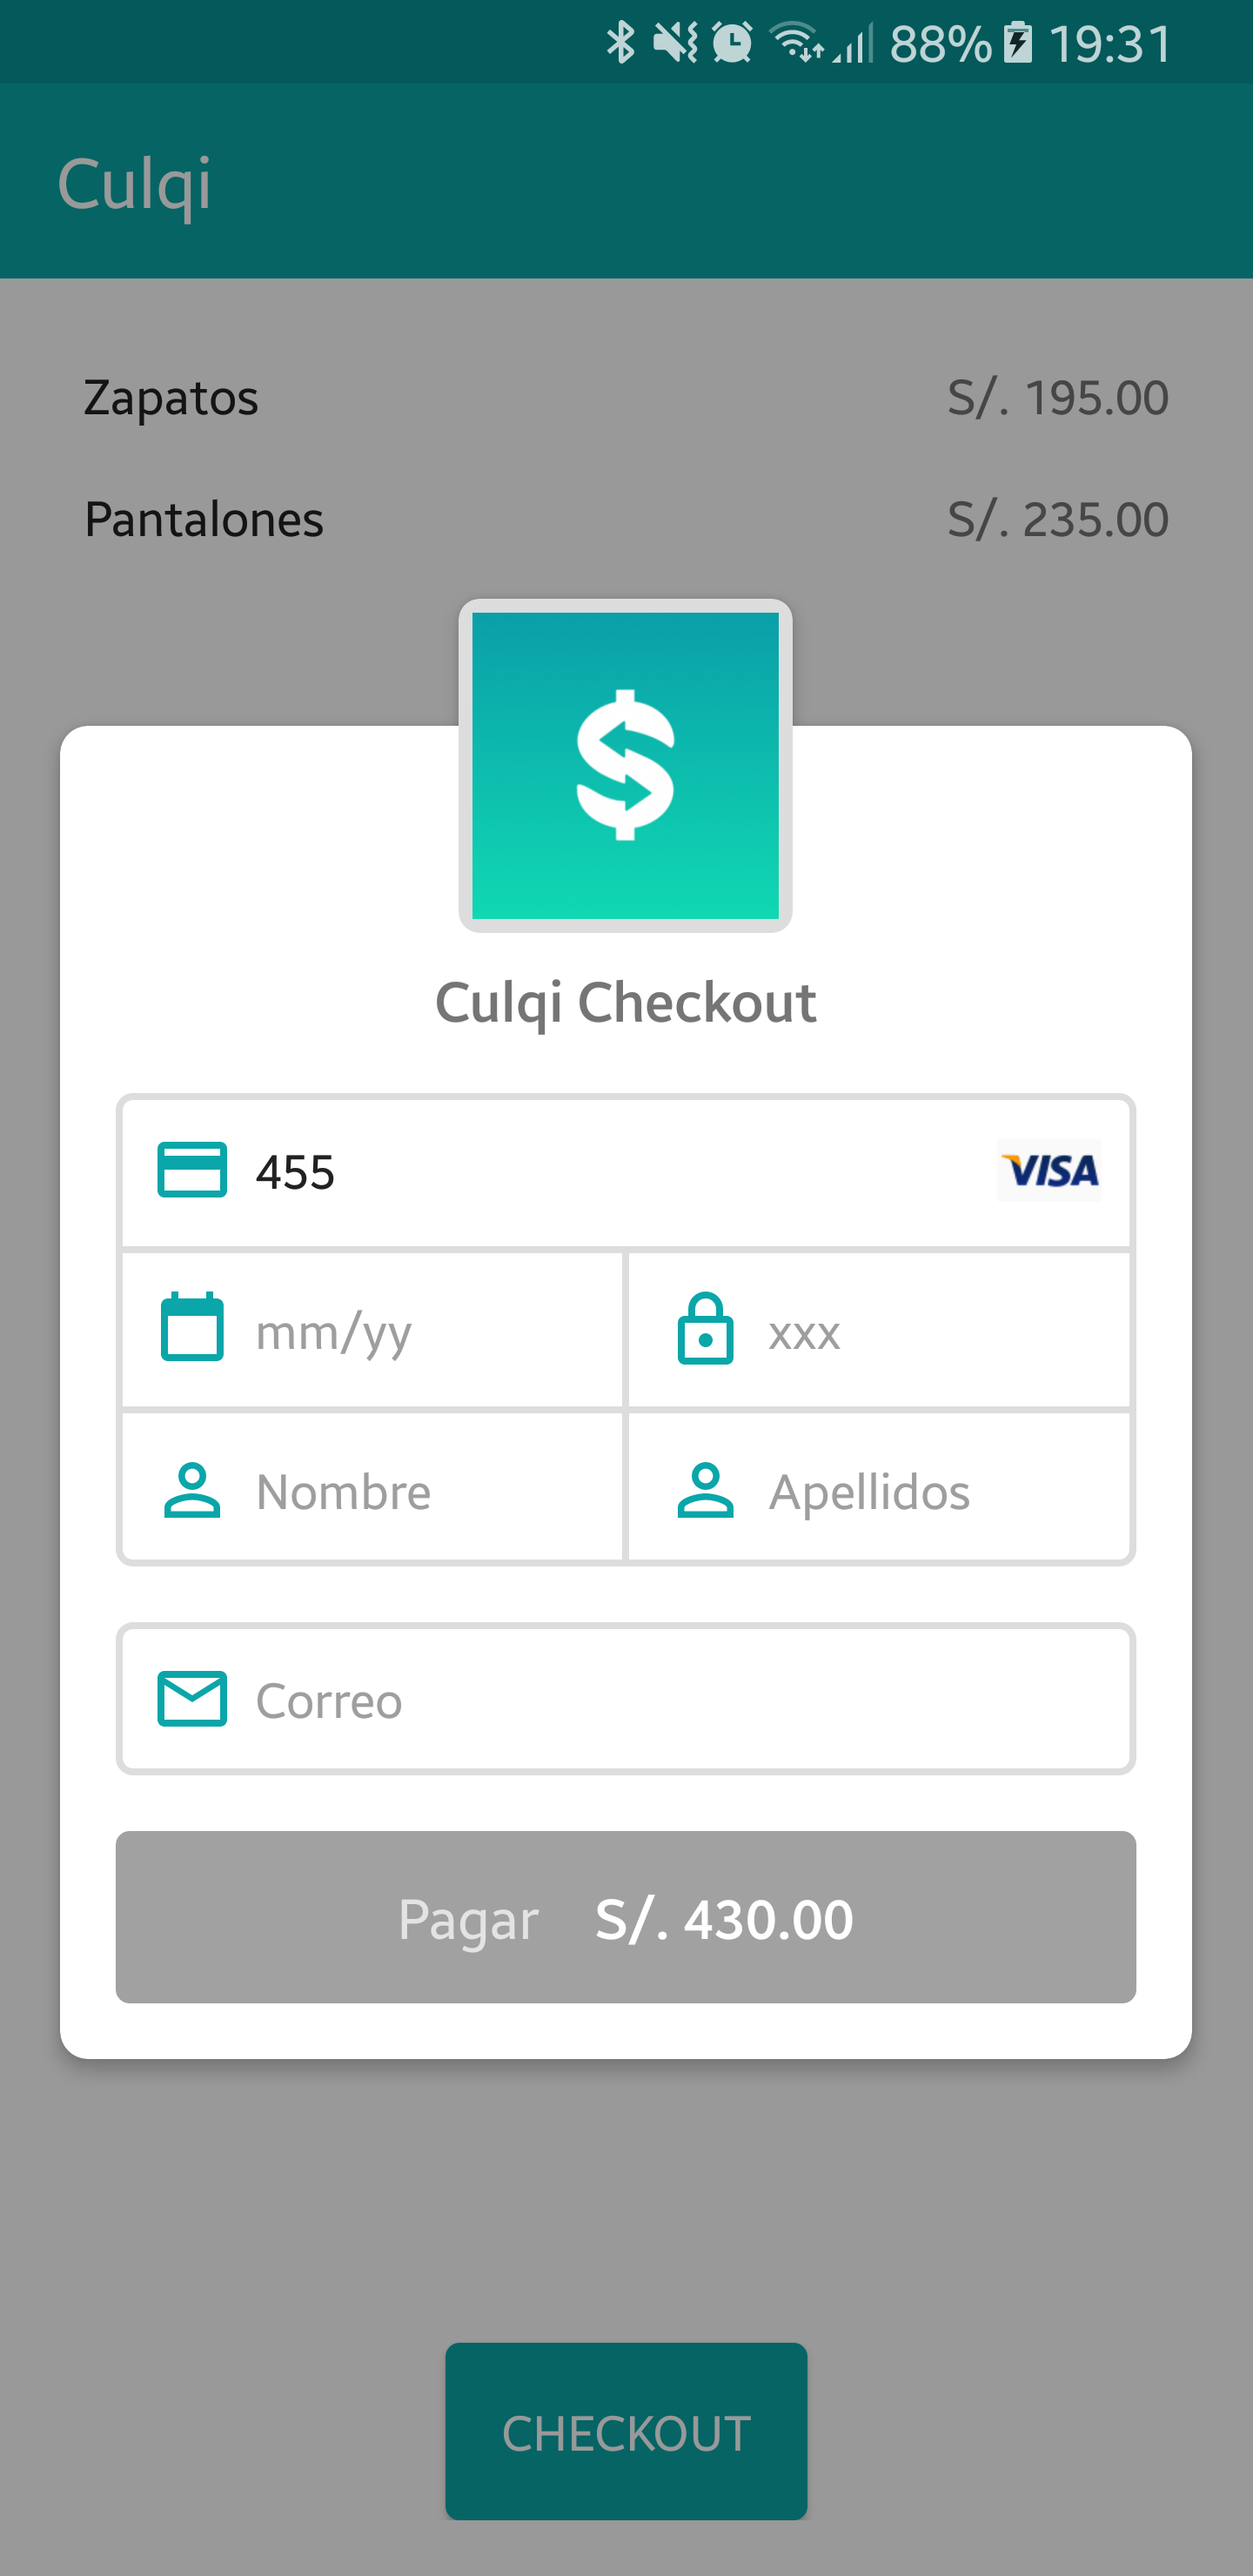 88% 19:31
Culqi
Zapatos S/. 195.00
Pantalones S/. 235.00
Culqi Checkout
455 VISA
mm/yy xxx
Nombre Apellidos
Correo
Pagar S/. 430.00
CHECKOUT